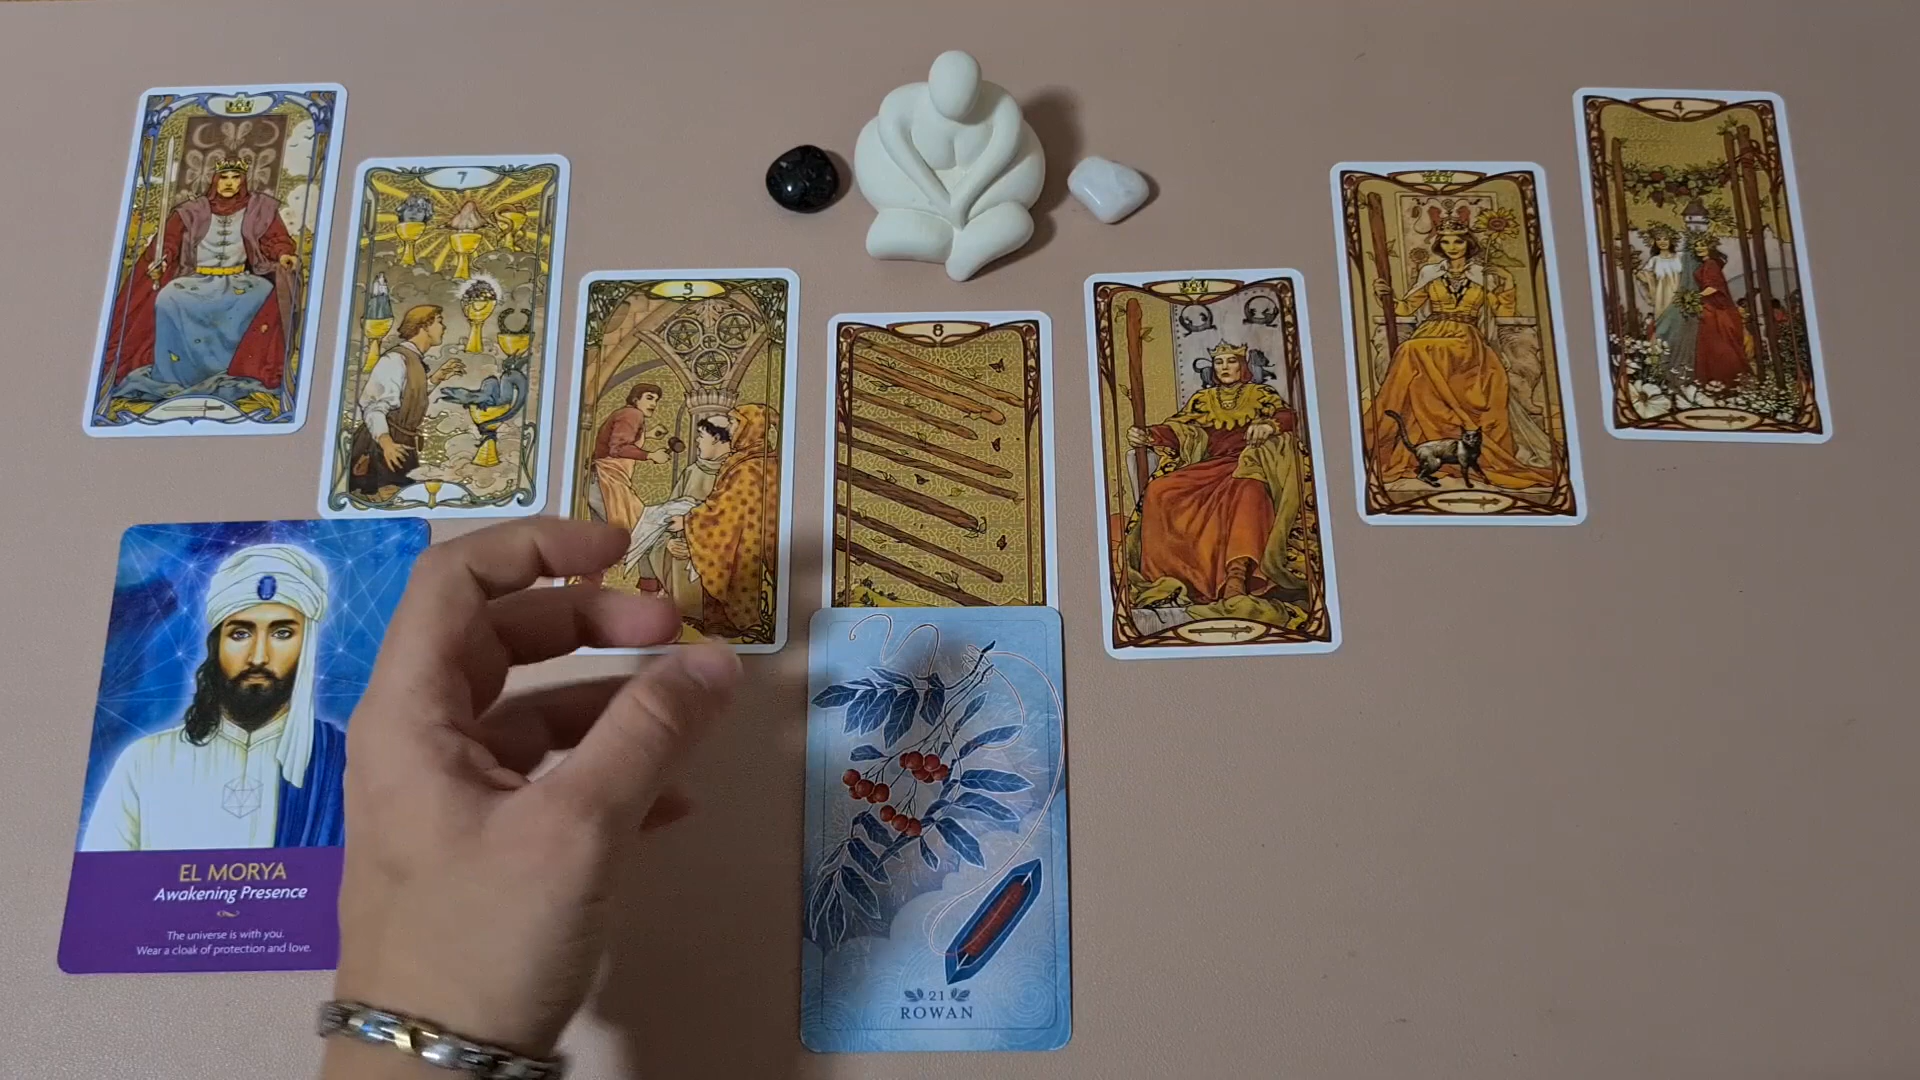 7
3
8
4
EL MORYA
Awakening Presence
The universe is with you.
Wear a cloak of protection and love.
21
ROWAN